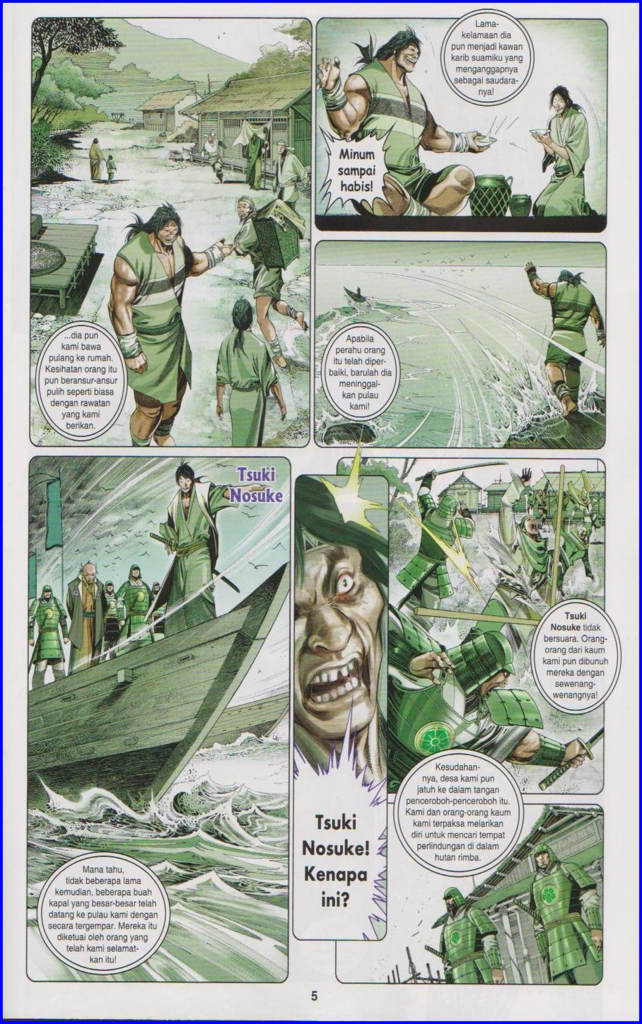 ...dia pun
kami bawa
pulang ke rumah.
Kesihatan orang itu
pun beransur-ansur
pulih seperti biasa
dengan rawatan
yang kami
berikan.
Lama-
kelamaan dia
pun menjadi kawan
karib suamiku yang
menganggapnya
sebagai saudara-
nya!
Minum
sampai
habis!
Apabila
perahu orang
itu telah diper-
baiki, barulah dia
meninggal-
kan pulau
kami!
Tsuki
Nosuke
Mana tahu,
tidak beberapa lama
kemudian, beberapa buah
kapal yang besar-besar telah
datang ke pulau kami dengan
secara tergempar. Mereka itu
diketuai oleh orang yang
telah kami selamat-
kan itu!
Tsuki
Nosuke!
Kenapa
ini?
Tsuki
Nosuke tidak
bersuara. Orang-
orang dari kaum
kami pun dibunuh
mereka dengan
sewenang-
wenangnya!
Kesudahan-
nya, desa kami pun
jatuh ke dalam tangan
penceroboh-penceroboh itu.
Kami dan orang-orang kaum
kami terpaksa melarikan
diri untuk mencari tempat
perlindungan di dalam
hutan rimba.
5